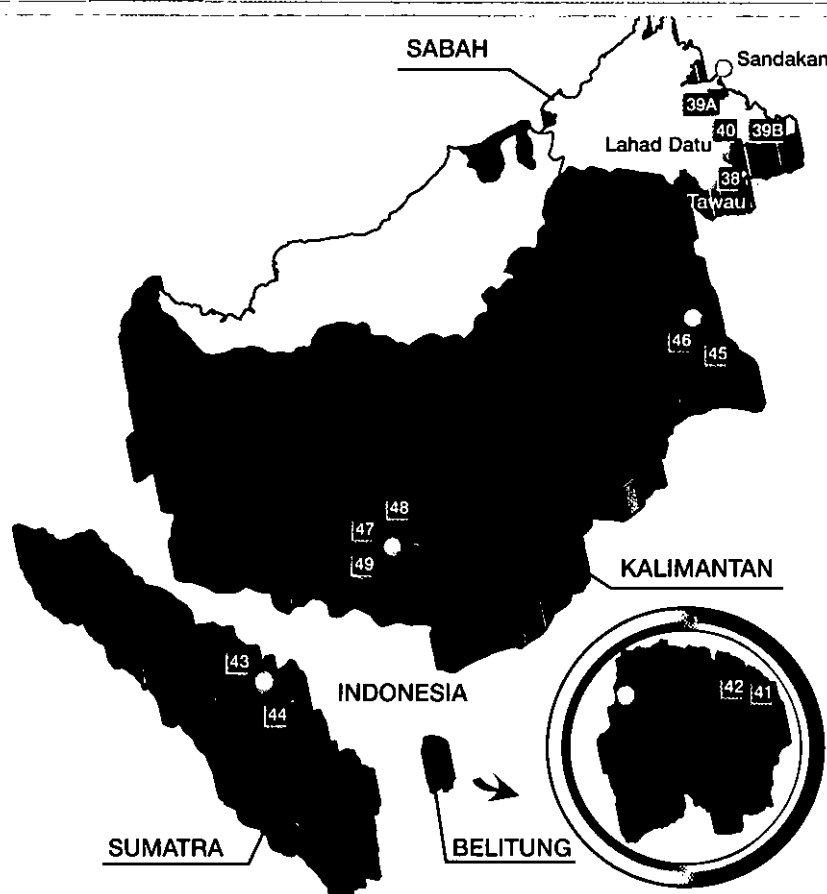 SABAH
Sandakan
39A
40
39B
Lahad Datu
38
Tawau
46
45
48
47
49
KALIMANTAN
43
INDONESIA
42
41
44
SUMATRA
BELITUNG